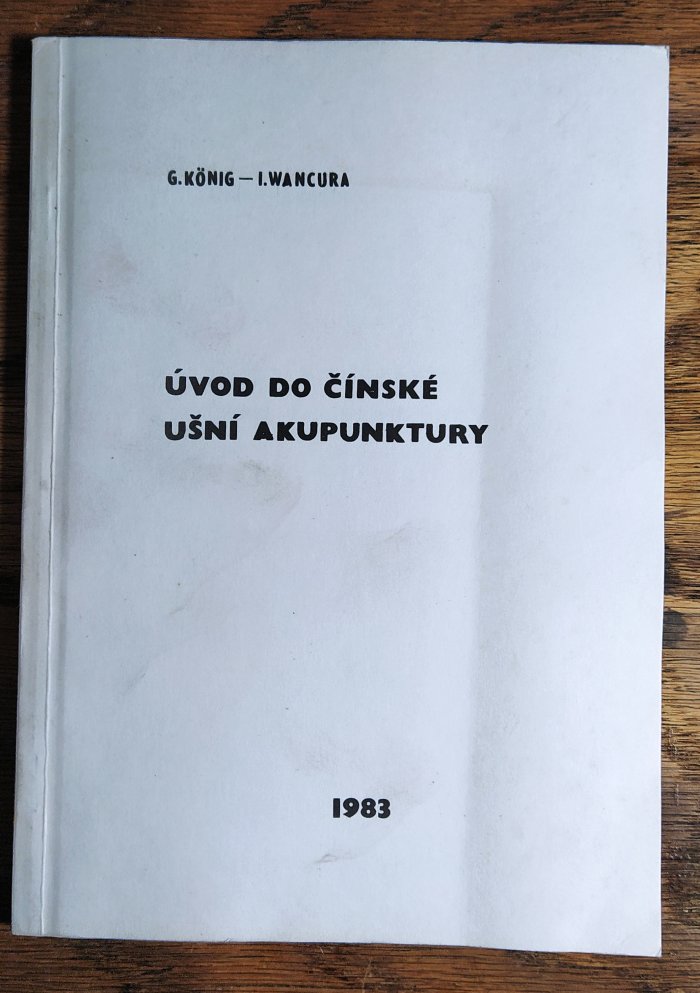 G.KÖNIG — I.WANCURA
ÚVOD DO ČÍNSKÉ
UŠNÍ AKUPUNKTURY
1983